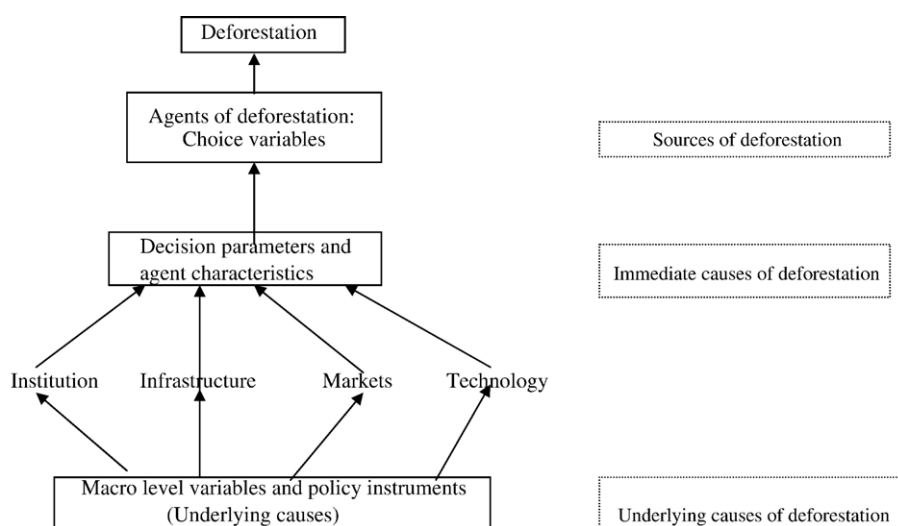 Deforestation
Agents of deforestation:
Choice variables
Sources of deforestation
Decision parameters and
agent characteristics
Immediate causes of deforestation
Institution
Infrastructure
Markets
Technology
Macro level variables and policy instruments
(Underlying causes)
Underlying causes of deforestation